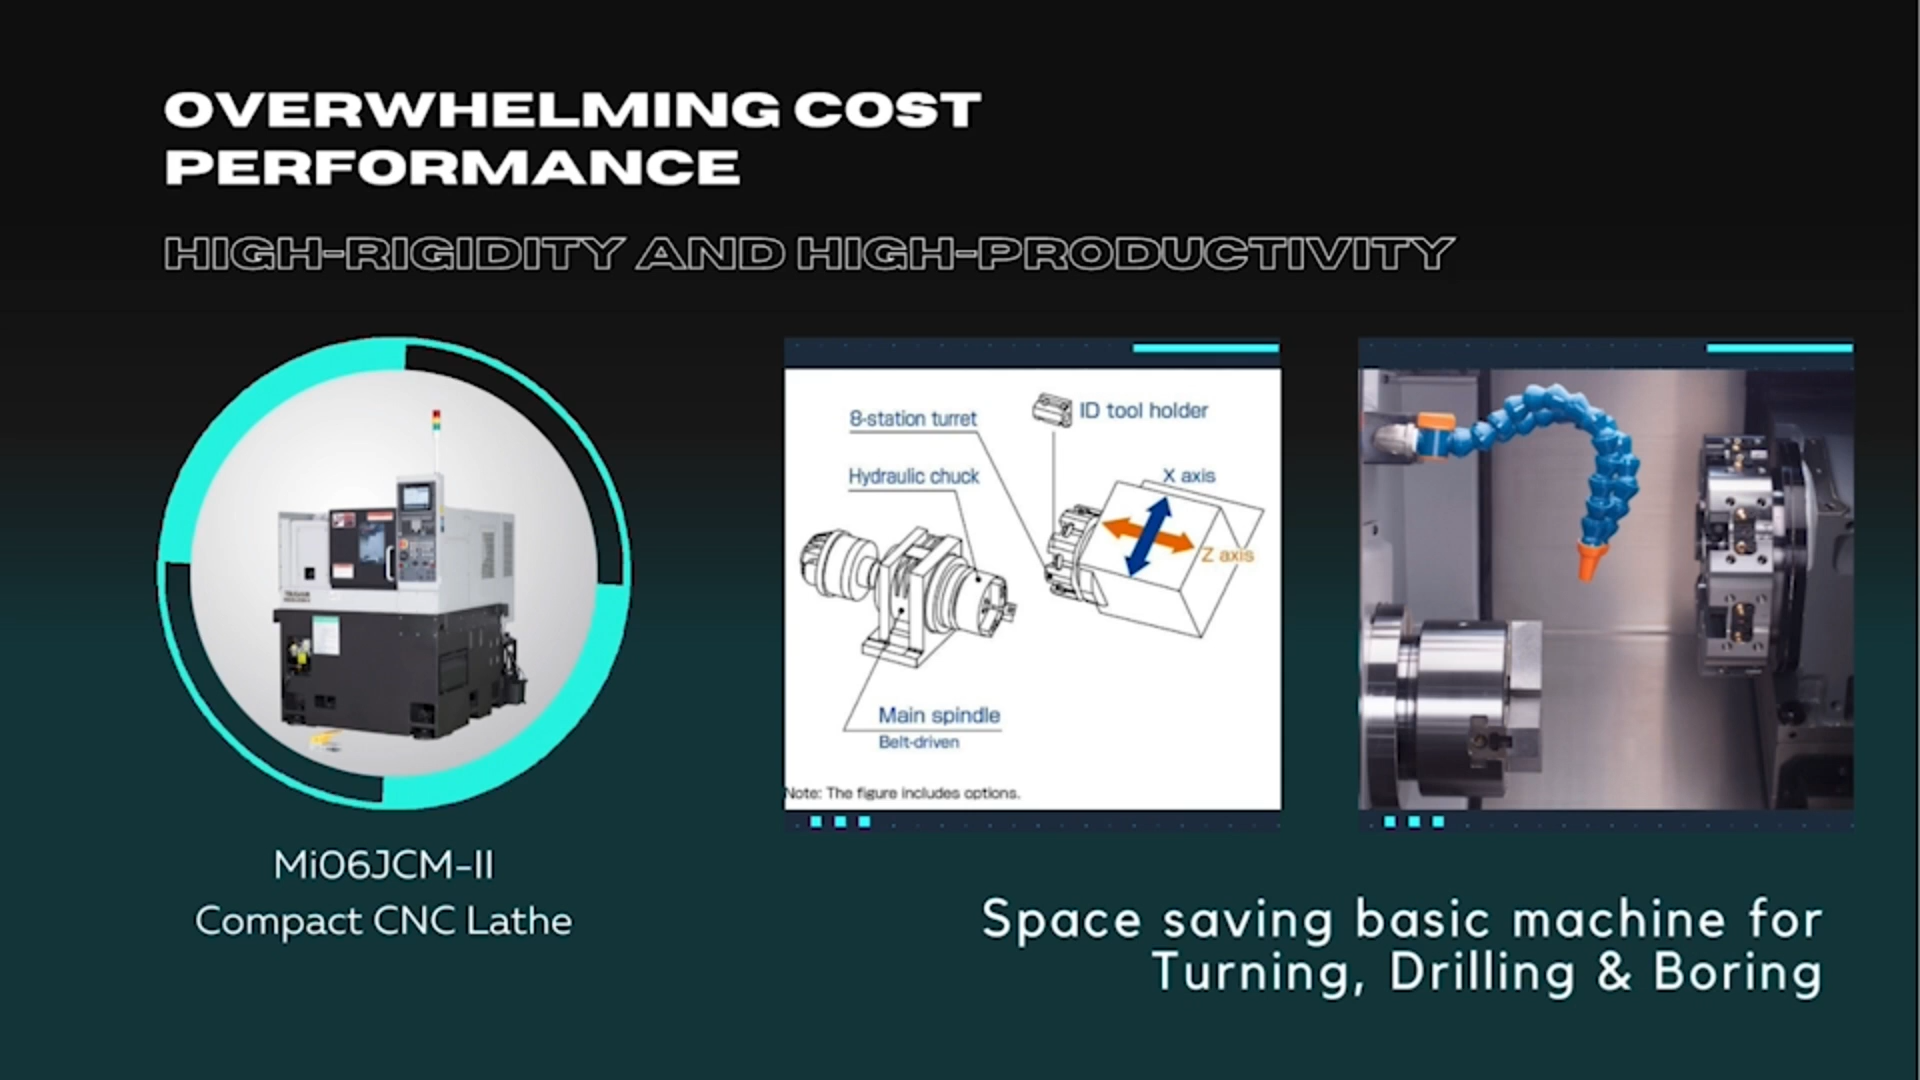 OVERWHELMING COST
PERFORMANCE
HIGH-RIGIDITY AND HIGH-PRODUCTIVITY
8-station turret
ID tool holder
Hydraulic chuck
X axis
Z axis
Main spindle
Belt-driven
Note: The figure includes options.
Mi06JCM-II
Compact CNC Lathe
Space saving basic machine for
Turning, Drilling & Boring